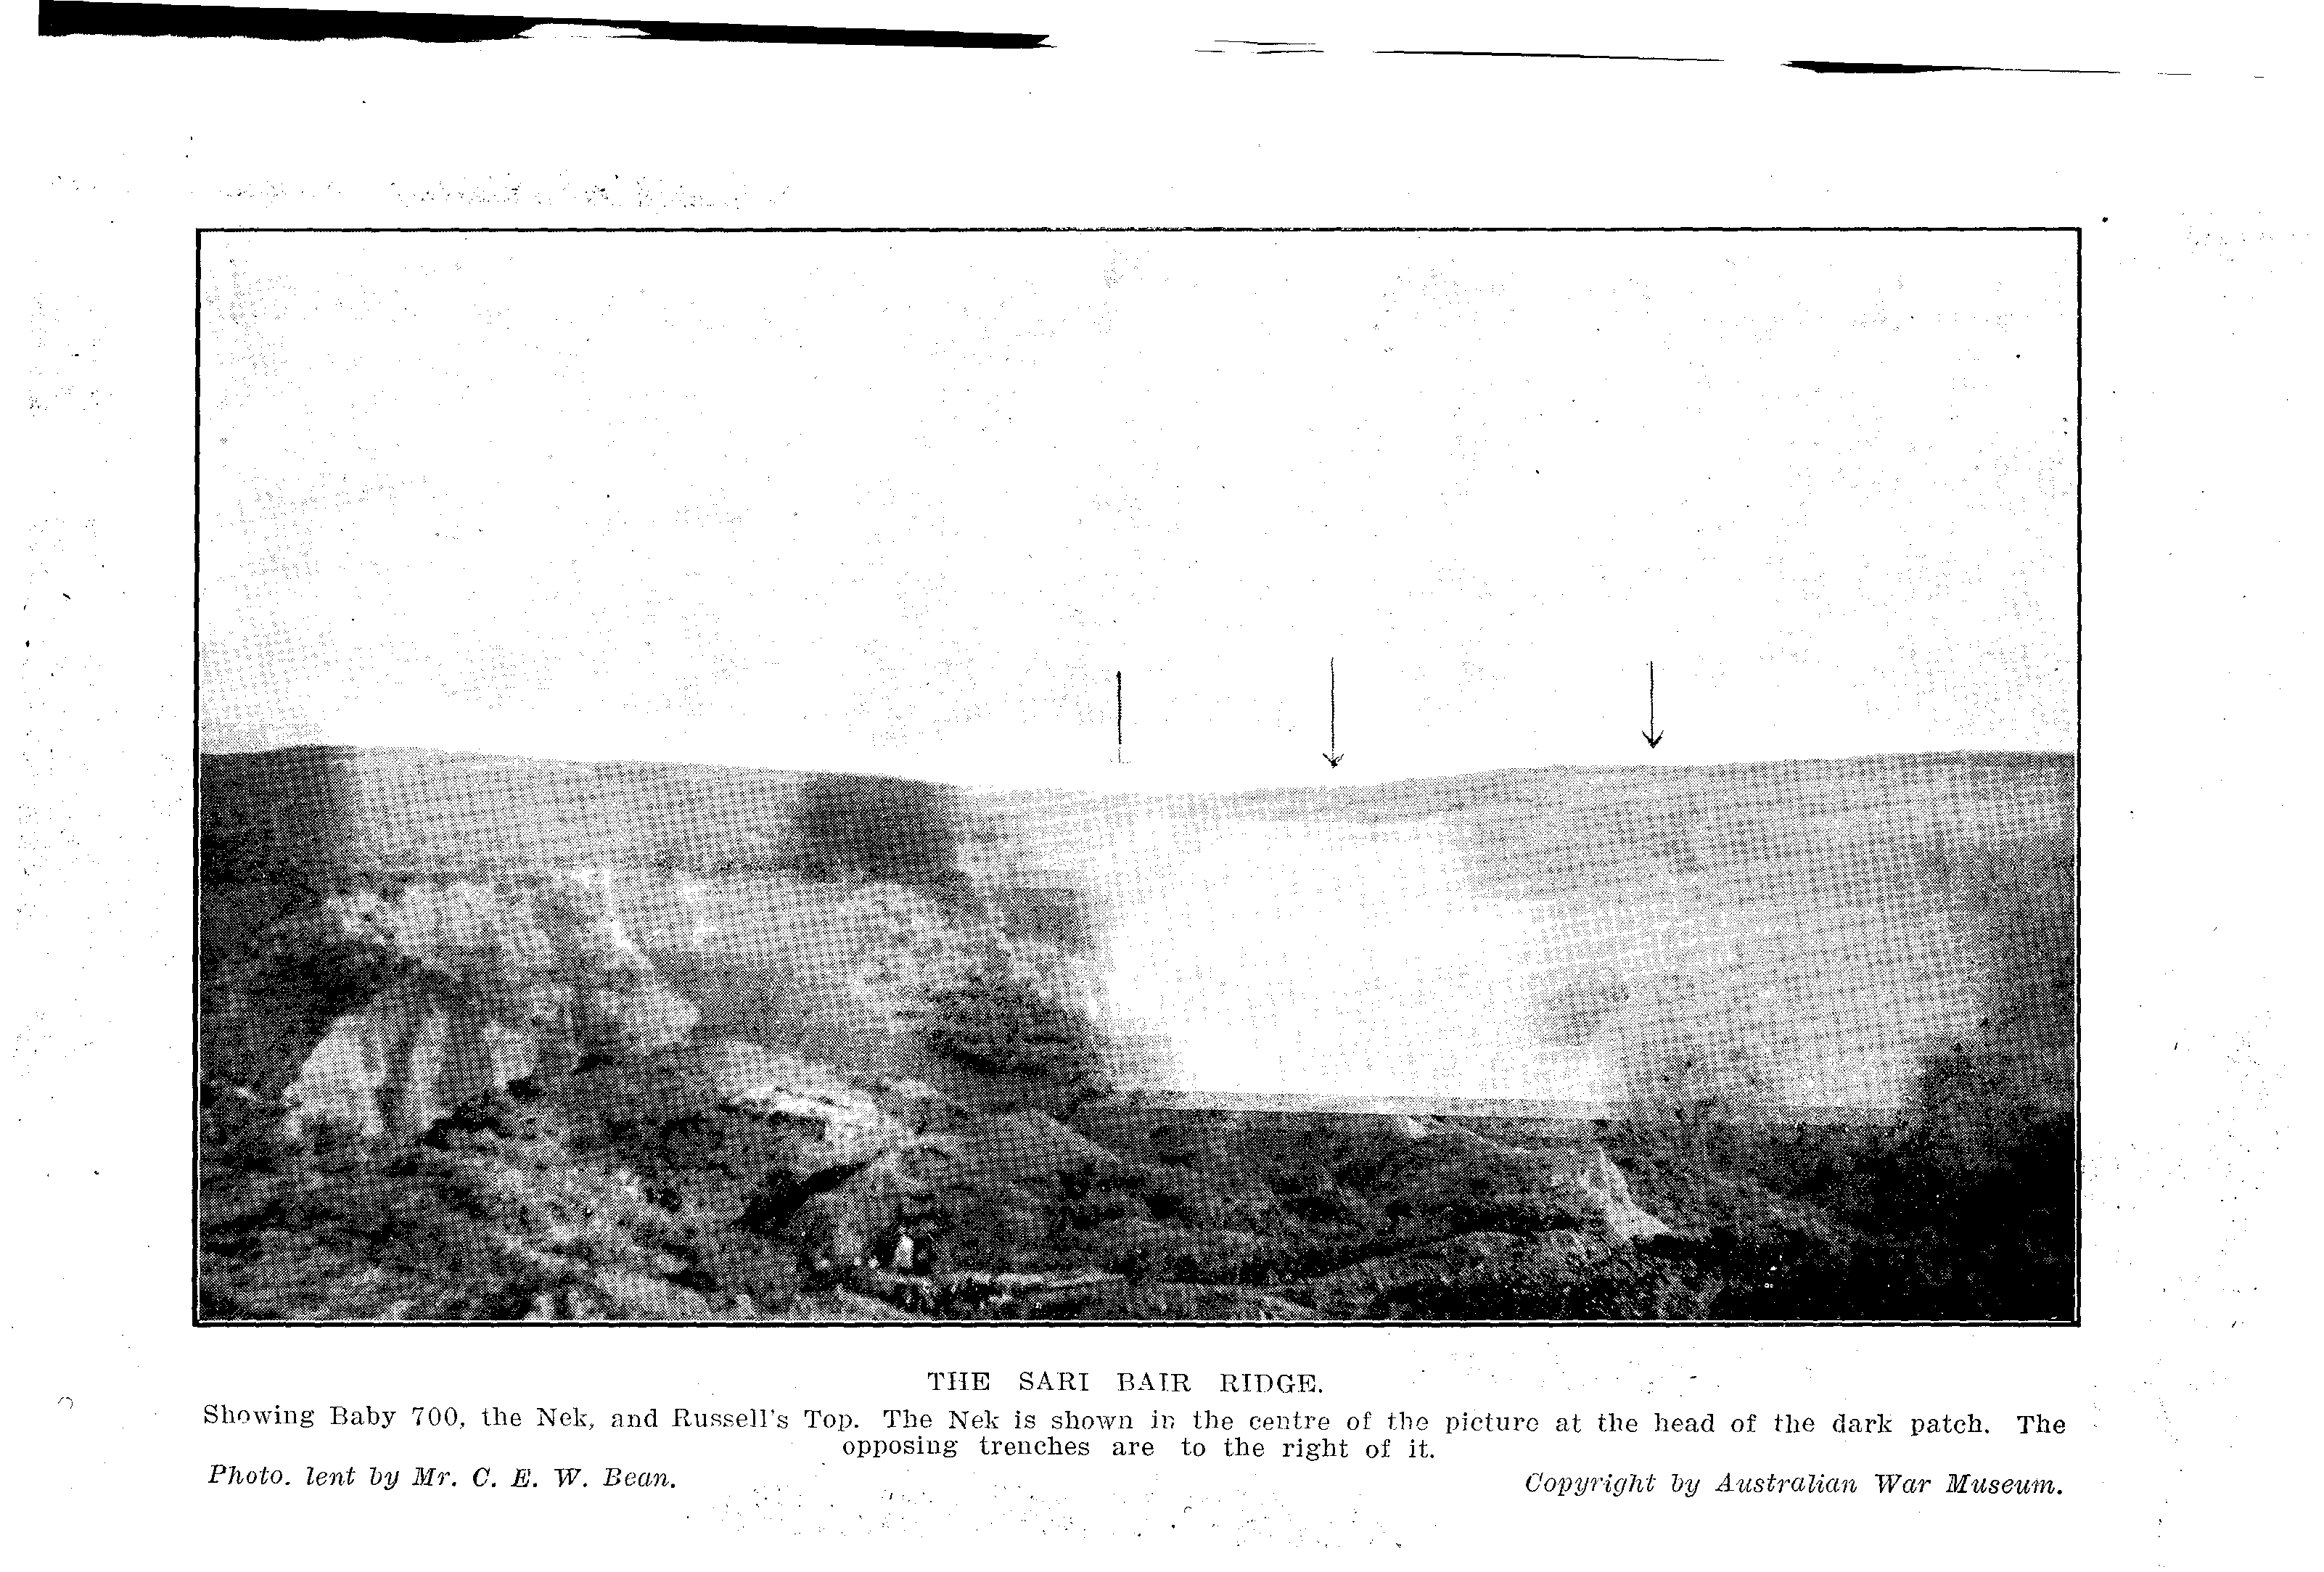 THE SARI BAIR RIDGE.
Showing Baby 700, the Nek, and Russell's Top. The Nek is shown in the centre of the picture at the head of the dark patch. The
opposing trenches are to the right of it.
Photo. lent by Mr. C. E. W. Bean.
Copyright by Australian War Museum.